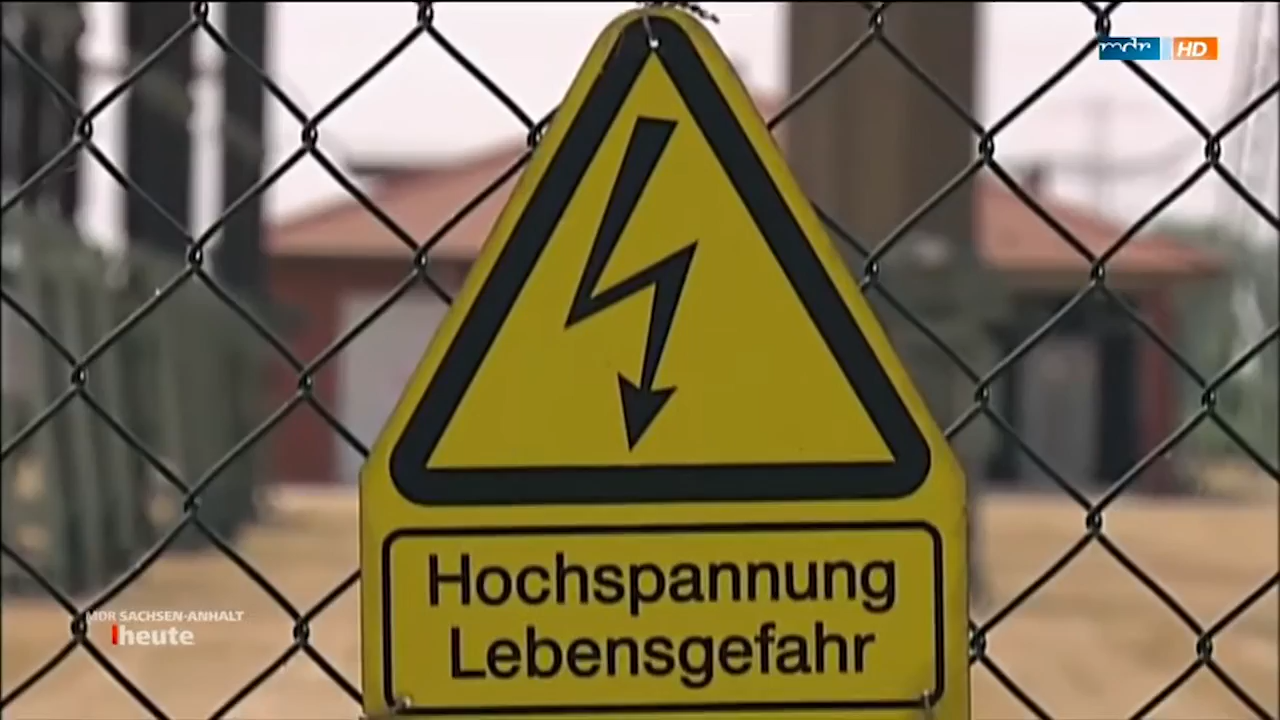 mdr HD
Hochspannung
Lebensgefahr
MDR SACHSEN-ANHALT
heute